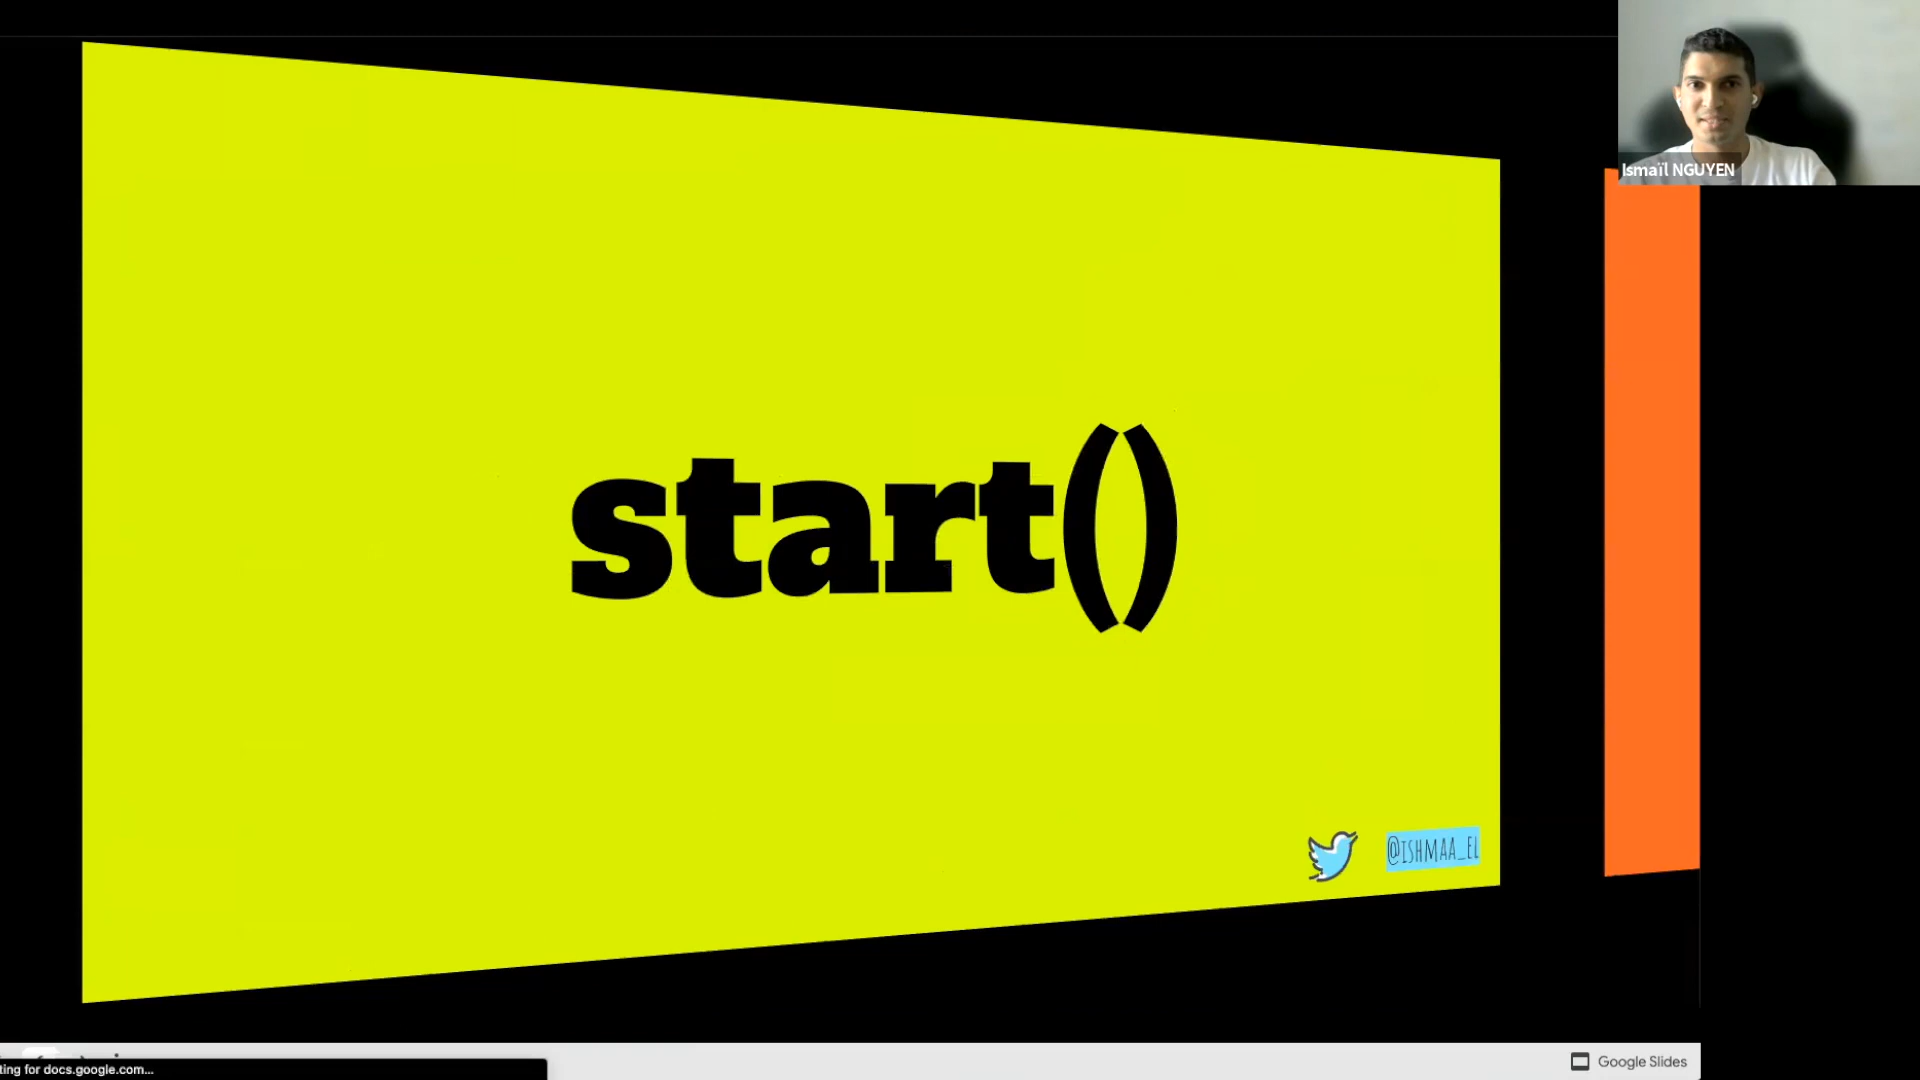 Ismaïl NGUYEN
start()
@ISHMAA_EL
ting for docs.google.com...
Google Slides